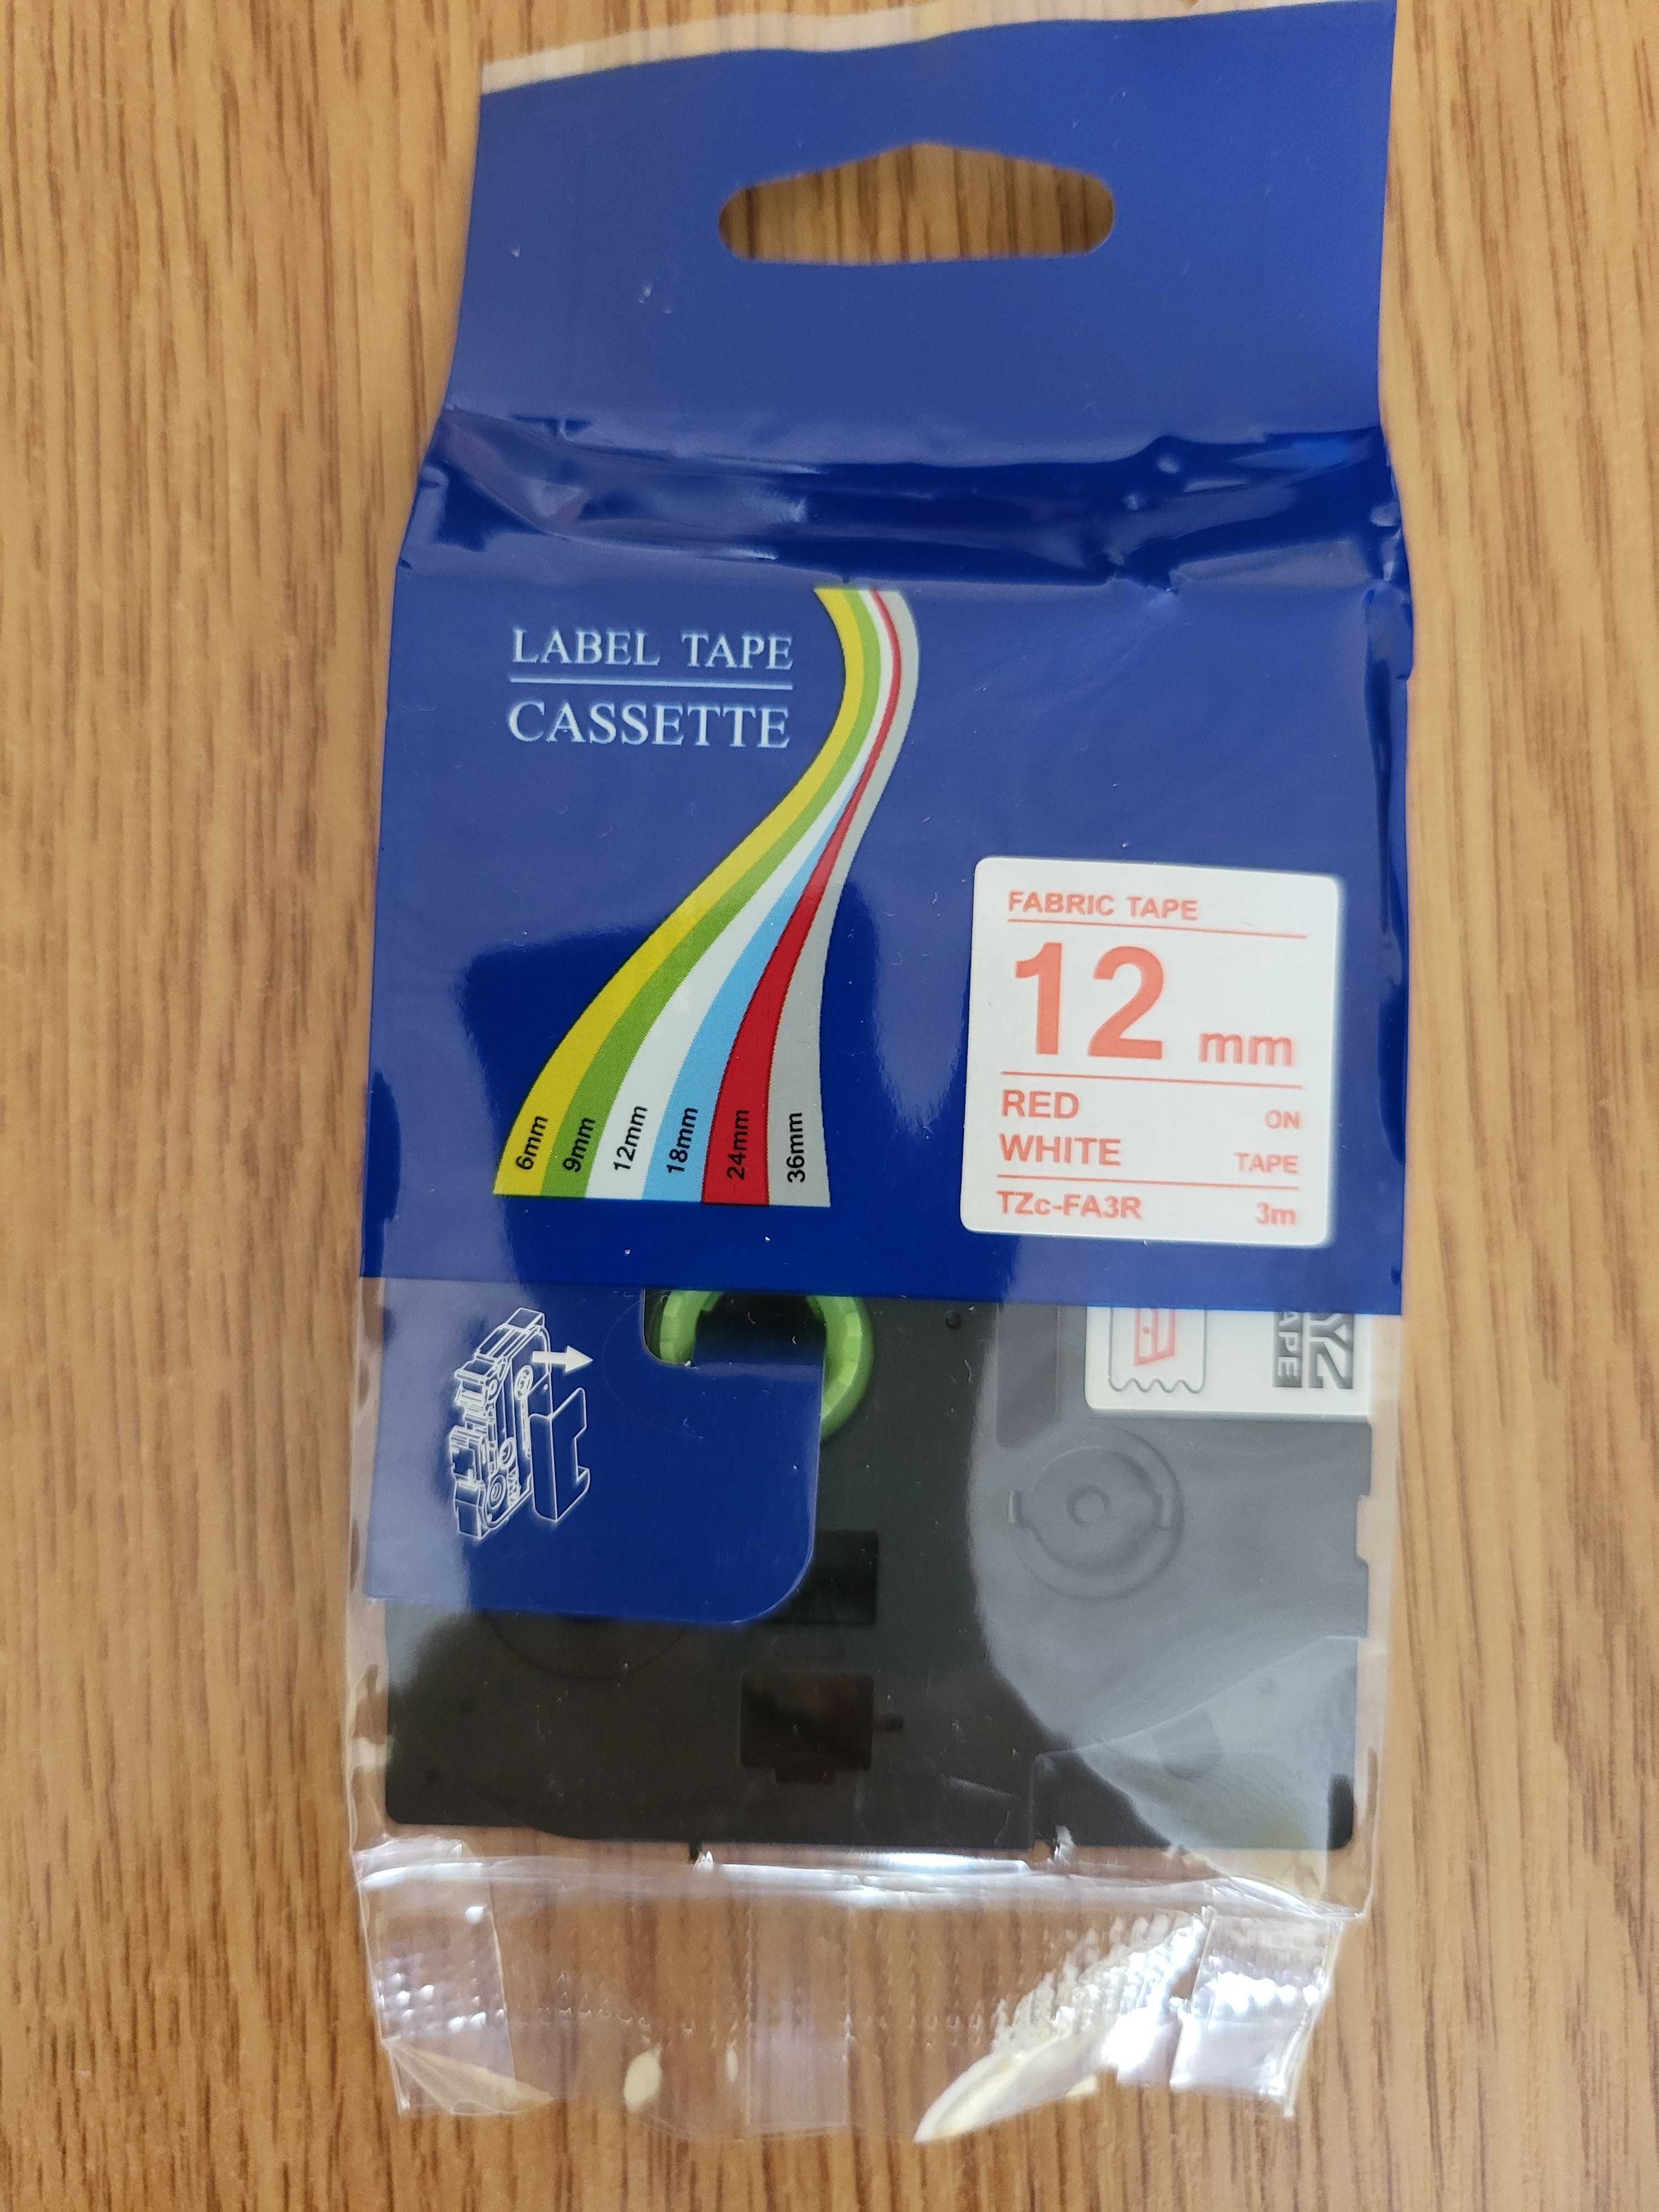 LABEL TAPE
CASSETTE
6mm
9mm
12mm
18mm
24mm
36mm
FABRIC TAPE
12 mm
RED ON
WHITE TAPE
TZc-FA3R 3m